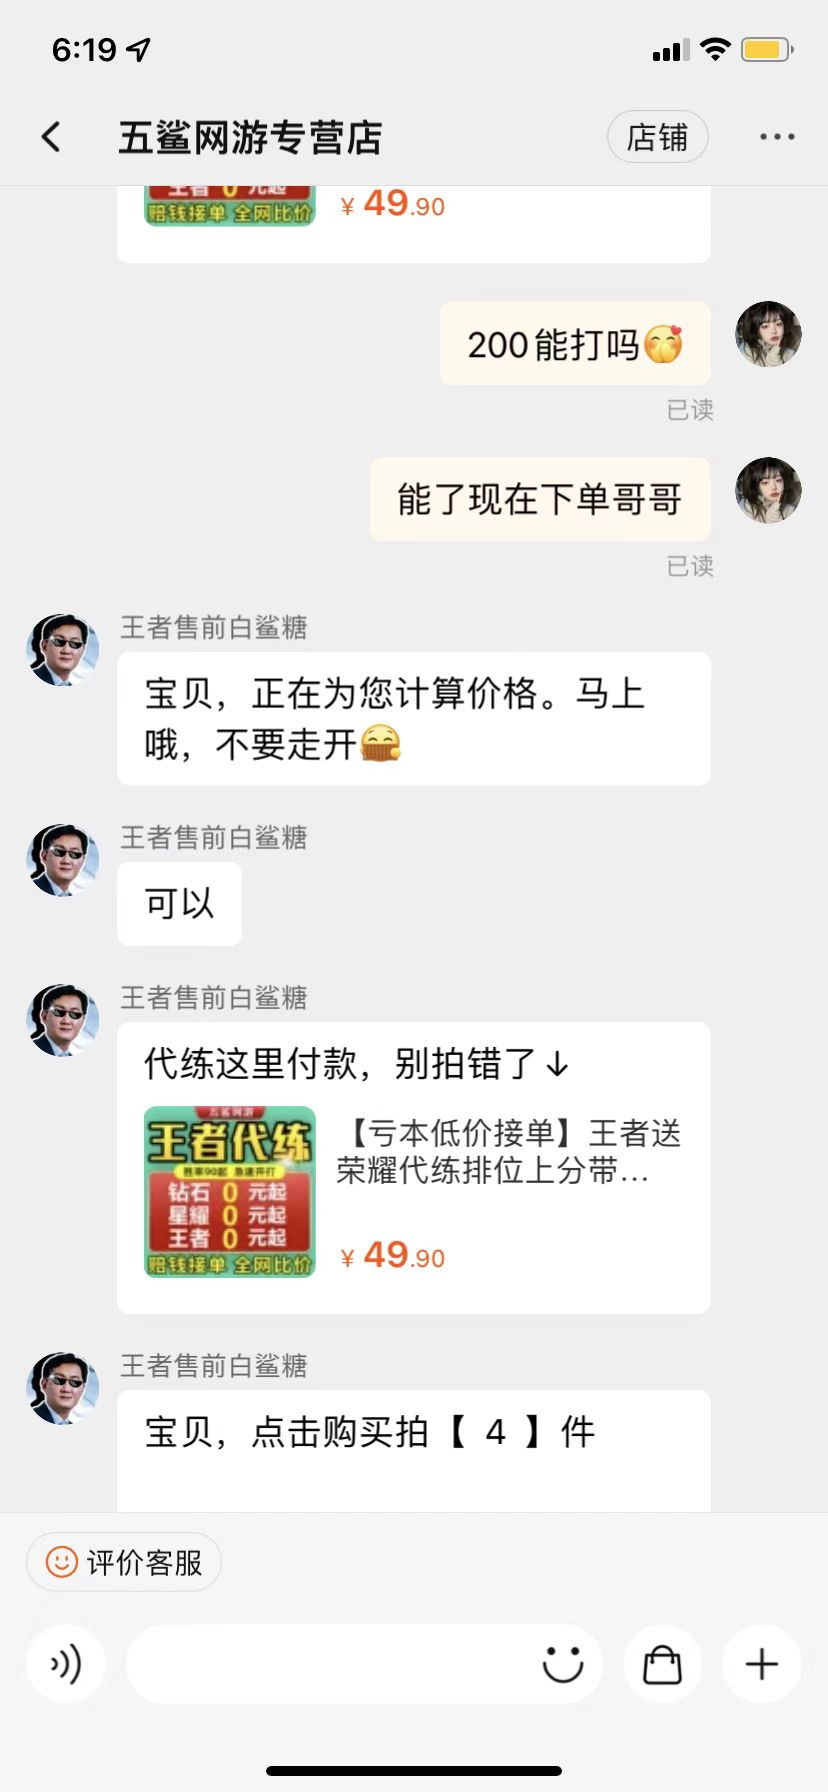 6:19
五鲨网游专营店
店铺
王者 0 元起
赔钱接单 全网比价
¥ 49.90
200能打吗
已读
能了现在下单哥哥
已读
王者售前白鲨糖
宝贝，正在为您计算价格。马上
哦，不要走开
王者售前白鲨糖
可以
王者售前白鲨糖
代练这里付款，别拍错了↓
五鲨网游
王者代练
胜率90起 急速开打
钻石 0 元起
星耀 0 元起
王者 0 元起
赔钱接单 全网比价
【亏本低价接单】王者送
荣耀代练排位上分带...
¥ 49.90
王者售前白鲨糖
宝贝，点击购买拍【 4 】件
评价客服